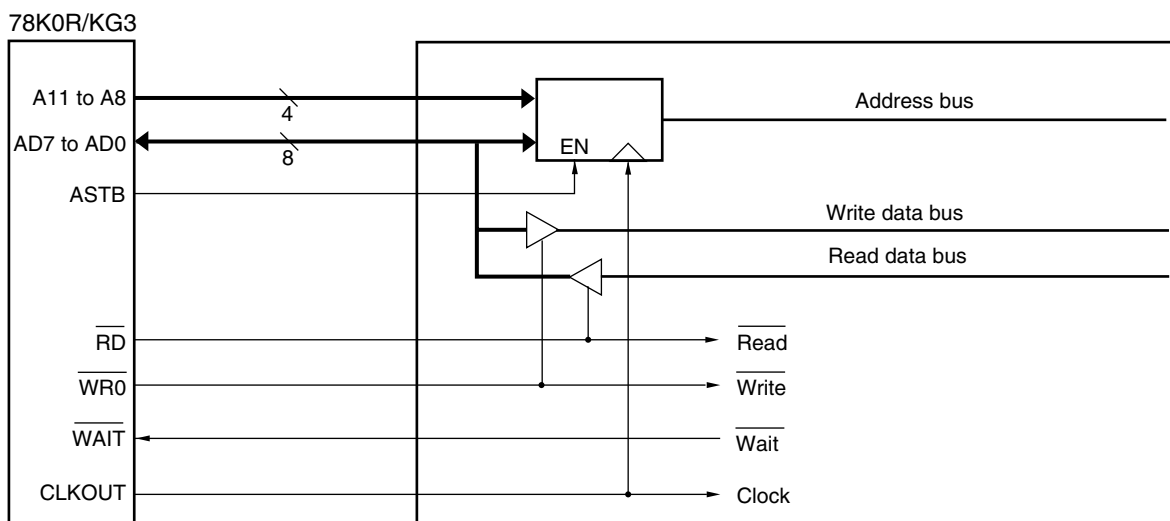 78K0R/KG3
A11 to A8
4
Address bus
AD7 to AD0
8
EN
ASTB
Write data bus
Read data bus
RD
Read
WR0
Write
WAIT
Wait
CLKOUT
Clock